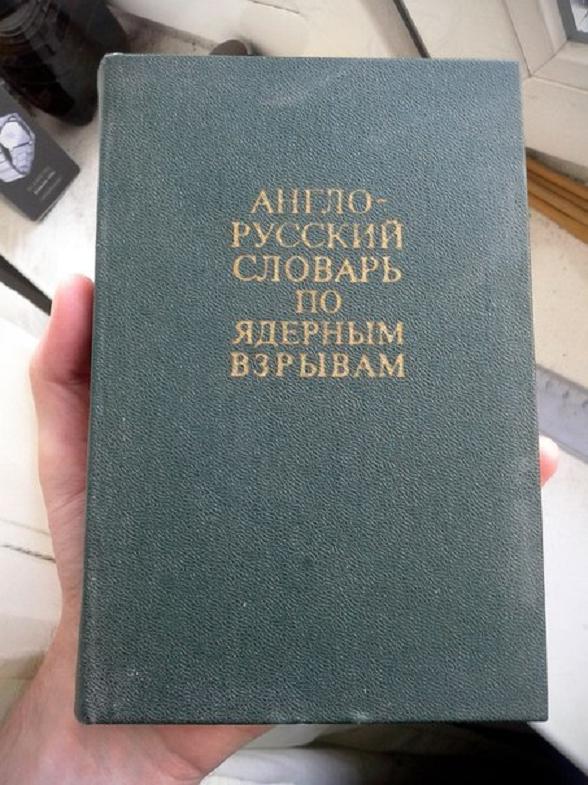 АНГЛО-
РУССКИЙ
СЛОВАРЬ
ПО
ЯДЕРНЫМ
ВЗРЫВАМ